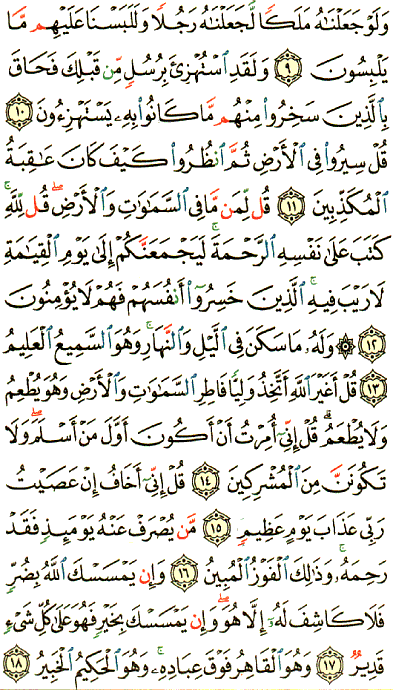 وَلَوْ جَعَلْنَـٰهُ مَلَكًا لَّجَعَلْنَـٰهُ رَجُلًا وَلَلَبَسْنَا عَلَيْهِم مَّا
يَلْبِسُونَ ٩ وَلَقَدِ ٱسْتُهْزِئَ بِرُسُلٍ مِّن قَبْلِكَ فَحَاقَ
بِٱلَّذِينَ سَخِرُوا۟ مِنْهُم مَّا كَانُوا۟ بِهِۦ يَسْتَهْزِءُونَ ١٠
قُلْ سِيرُوا۟ فِى ٱلْأَرْضِ ثُمَّ ٱنظُرُوا۟ كَيْفَ كَانَ عَـٰقِبَةُ
ٱلْمُكَذِّبِينَ ١١ قُل لِّمَن مَّا فِى ٱلسَّمَـٰوَٰتِ وَٱلْأَرْضِ ۖ قُل لِّلَّهِ ۚ
كَتَبَ عَلَىٰ نَفْسِهِ ٱلرَّحْمَةَ ۚ لَيَجْمَعَنَّكُمْ إِلَىٰ يَوْمِ ٱلْقِيَـٰمَةِ
لَا رَيْبَ فِيهِ ۚ ٱلَّذِينَ خَسِرُوٓا۟ أَنفُسَهُمْ فَهُمْ لَا يُؤْمِنُونَ
١٢ ۞ وَلَهُۥ مَا سَكَنَ فِى ٱلَّيْلِ وَٱلنَّهَارِ ۚ وَهُوَ ٱلسَّمِيعُ ٱلْعَلِيمُ
١٣ قُلْ أَغَيْرَ ٱللَّهِ أَتَّخِذُ وَلِيًّا فَاطِرِ ٱلسَّمَـٰوَٰتِ وَٱلْأَرْضِ وَهُوَ يُطْعِمُ
وَلَا يُطْعَمُ ۗ قُلْ إِنِّىٓ أُمِرْتُ أَنْ أَكُونَ أَوَّلَ مَنْ أَسْلَمَ ۖ وَلَا
تَكُونَنَّ مِنَ ٱلْمُشْرِكِينَ ١٤ قُلْ إِنِّىٓ أَخَافُ إِنْ عَصَيْتُ
رَبِّى عَذَابَ يَوْمٍ عَظِيمٍ ١٥ مَّن يُصْرَفْ عَنْهُ يَوْمَئِذٍ فَقَدْ
رَحِمَهُۥ ۚ وَذَٰلِكَ ٱلْفَوْزُ ٱلْمُبِينُ ١٦ وَإِن يَمْسَسْكَ ٱللَّهُ بِضُرٍّ
فَلَا كَاشِفَ لَهُۥٓ إِلَّا هُوَ ۖ وَإِن يَمْسَسْكَ بِخَيْرٍ فَهُوَ عَلَىٰ كُلِّ شَىْءٍ
قَدِيرٌ ١٧ وَهُوَ ٱلْقَاهِرُ فَوْقَ عِبَادِهِۦ ۚ وَهُوَ ٱلْحَكِيمُ ٱلْخَبِيرُ ١٨